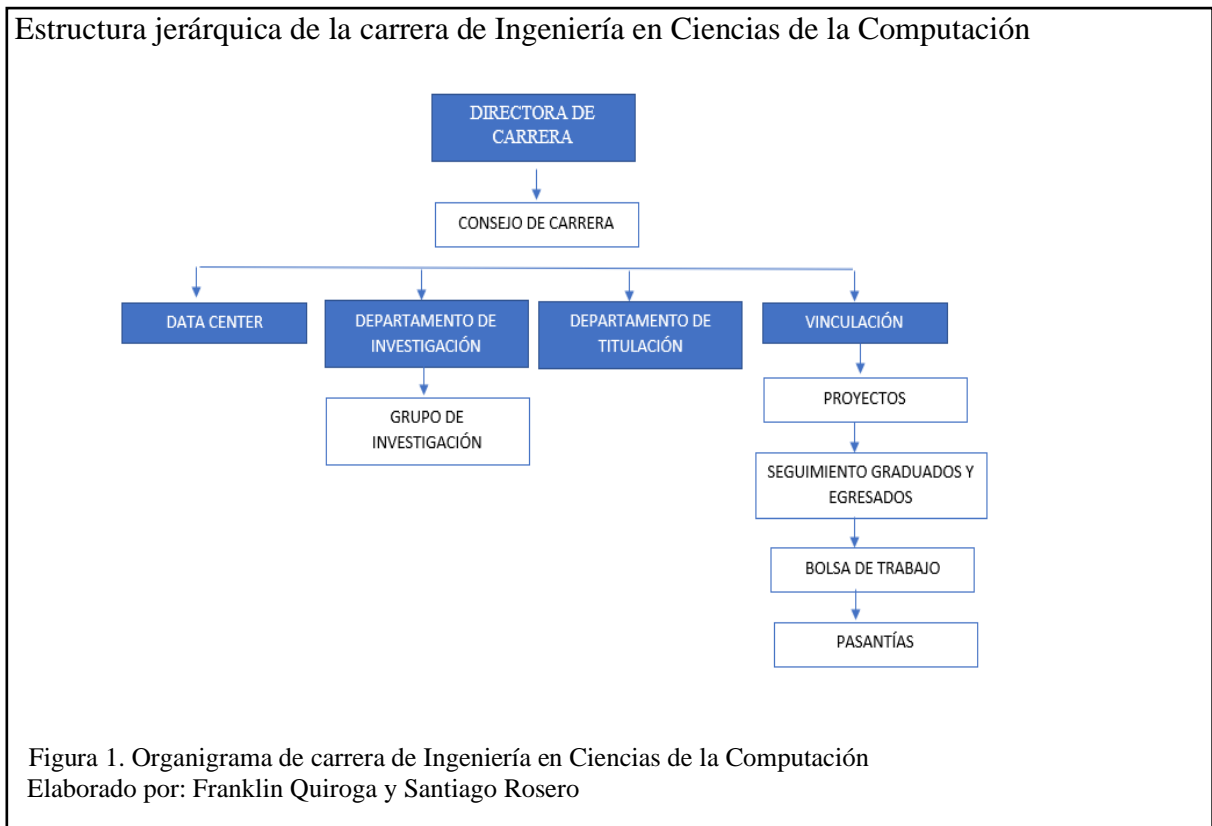 Estructura jerárquica de la carrera de Ingeniería en Ciencias de la Computación
DIRECTORA DE
CARRERA
CONSEJO DE CARRERA
DATA CENTER
DEPARTAMENTO DE
INVESTIGACIÓN
DEPARTAMENTO DE
TITULACIÓN
VINCULACIÓN
GRUPO DE
INVESTIGACIÓN
PROYECTOS
SEGUIMIENTO GRADUADOS Y
EGRESADOS
BOLSA DE TRABAJO
PASANTÍAS
Figura 1. Organigrama de carrera de Ingeniería en Ciencias de la Computación
Elaborado por: Franklin Quiroga y Santiago Rosero